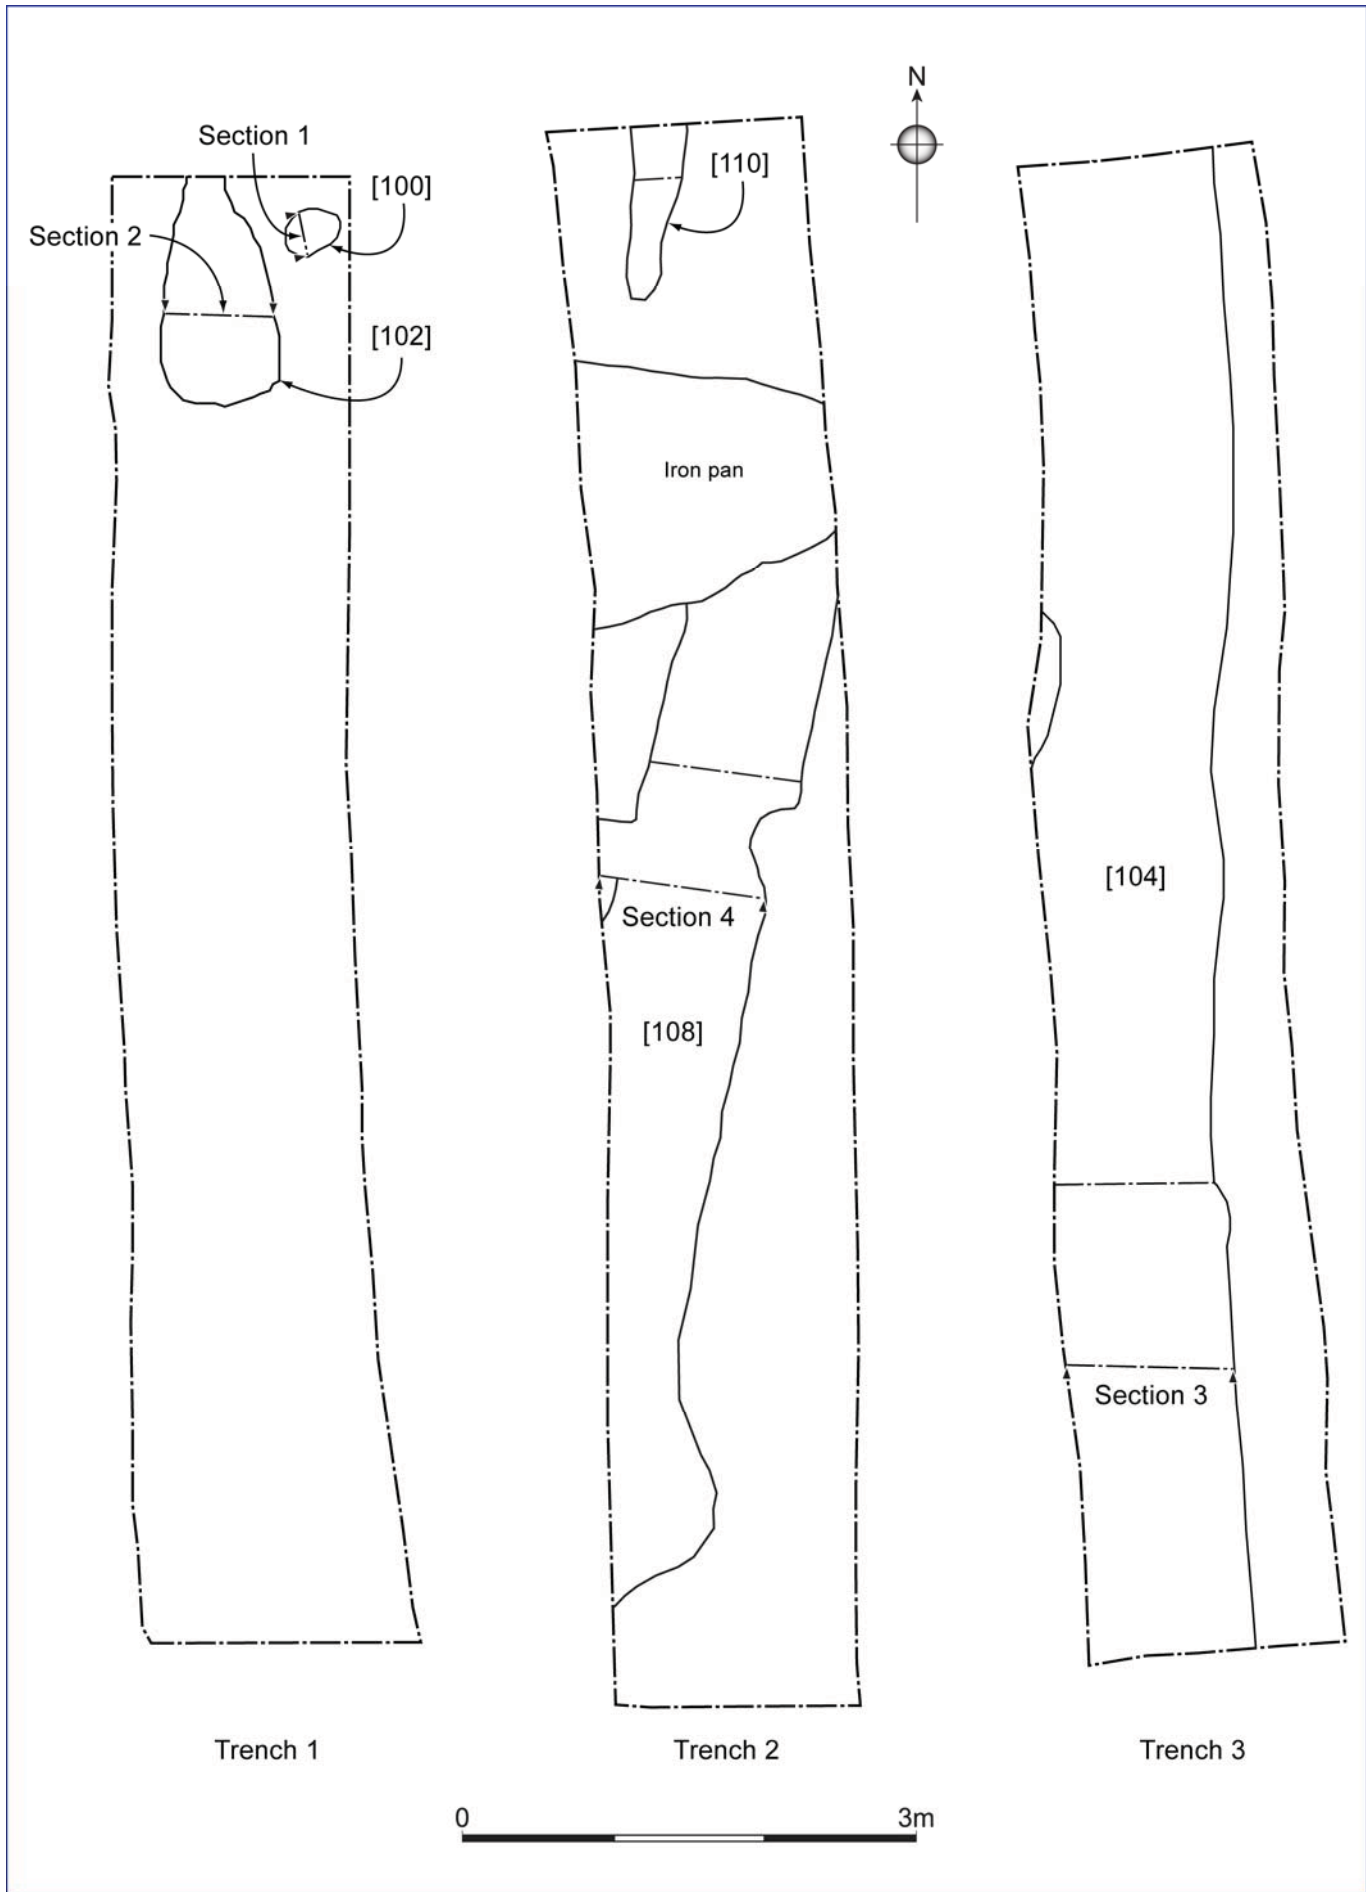 N
Section 1
[110]
[100]
Section 2
[102]
Iron pan
[104]
Section 4
[108]
Section 3
Trench 1
Trench 2
Trench 3
0
3m